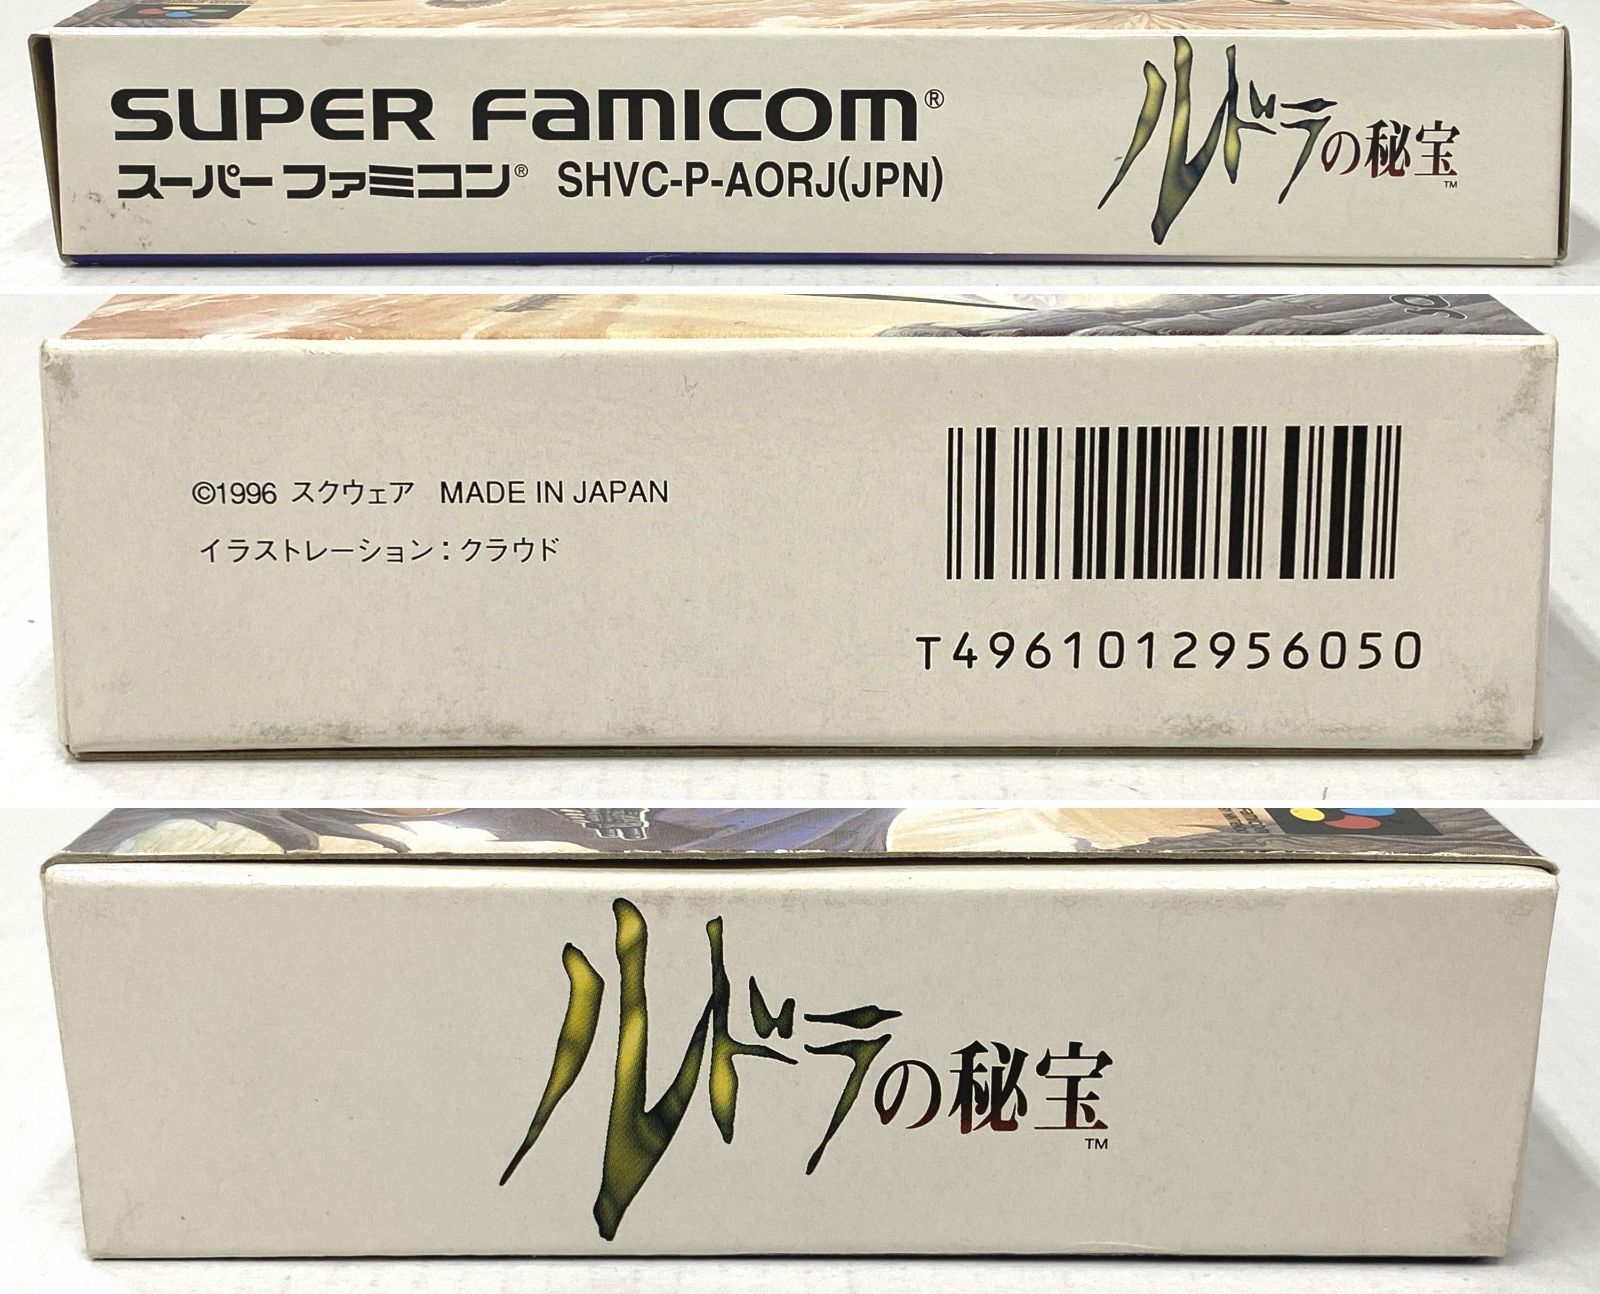 SUPER FAMICOM®
スーパーファミコン® SHVC-P-AORJ(JPN)
ルドラの秘宝™
©1996 スクウェア MADE IN JAPAN
イラストレーション：クラウド
T4961012956050
ルドラの秘宝
TM